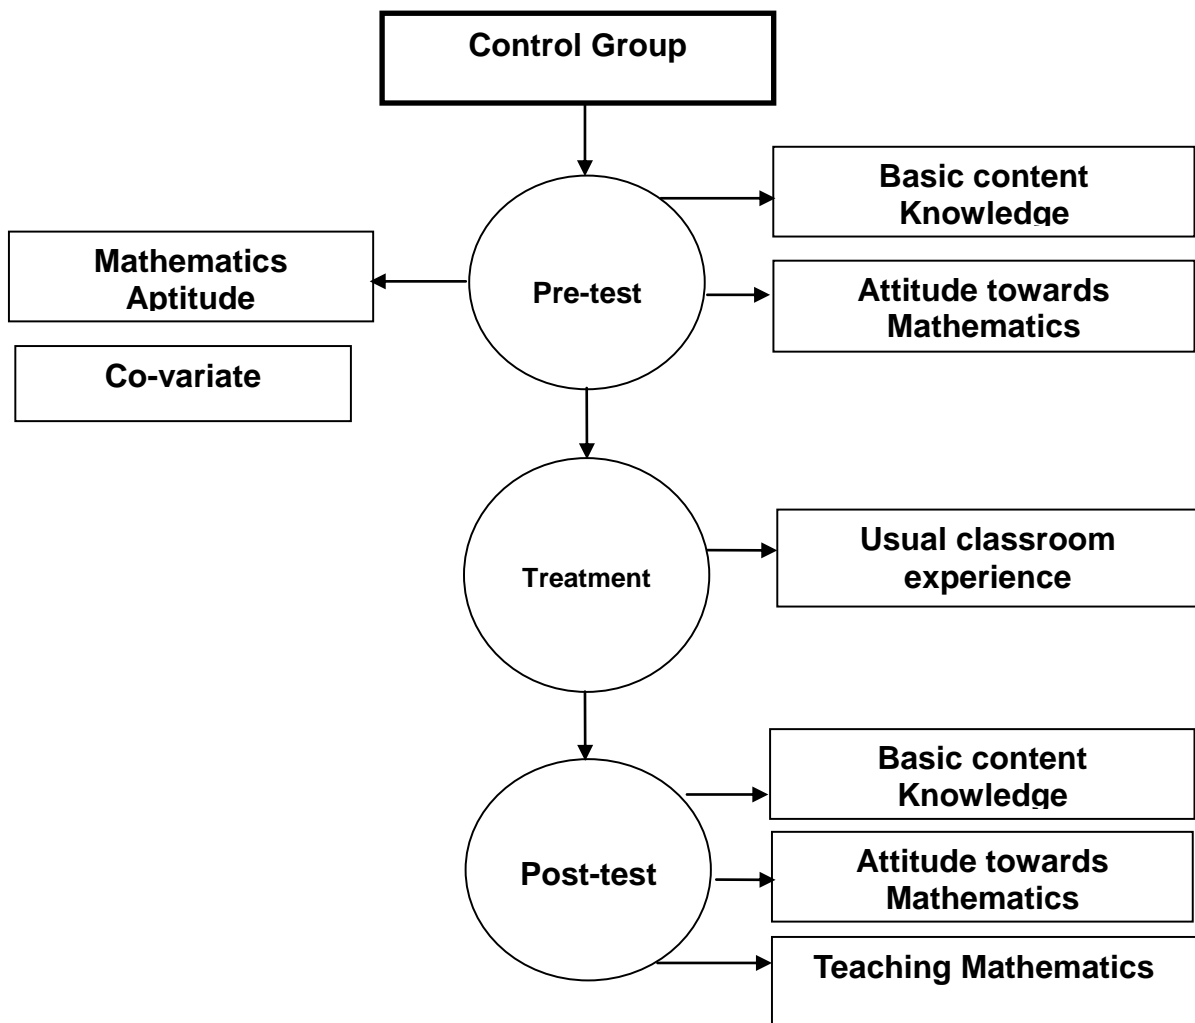 Control Group
Basic content
Knowledge
Mathematics
Aptitude
Pre-test
Attitude towards
Mathematics
Co-variate
Treatment
Usual classroom
experience
Basic content
Knowledge
Post-test
Attitude towards
Mathematics
Teaching Mathematics